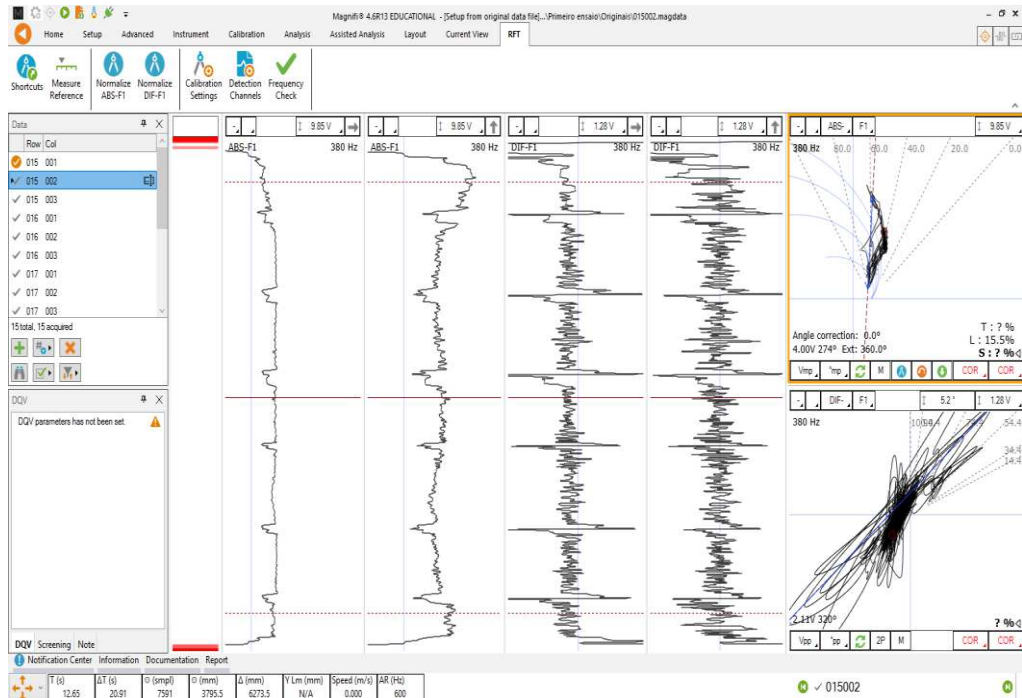 Magnifi® 4.6R13 EDUCATIONAL - [Setup from original data file]...\Primeiro ensaio\Originais\015002.magdata
Home Setup Advanced Instrument Calibration Analysis Assisted Analysis Layout Current View RFT
Shortcuts
Measure Reference
Normalize ABS-F1
Normalize DIF-F1
Calibration Settings
Detection Channels
Frequency Check
Data
Row Col
015 001
015 002
015 003
016 001
016 002
016 003
017 001
017 002
017 003
15 total, 15 acquired
DQV
DQV parameters has not been set.
DQV Screening Note
9.85 V
ABS-F1 380 Hz
9.85 V
ABS-F1 380 Hz
1.28 V
DIF-F1 380 Hz
1.28 V
DIF-F1 380 Hz
ABS- F1 9.85 V
380 Hz 80.0 60.0 40.0 20.0 0.0
Angle correction: 0.0°
4.00V 274° Ext: 360.0°
T : ? %
L : 15.5%
S : ? %
Vmp °mp M COR COR
DIF- F1 5.2 ° 1.28 V
380 Hz 54.4
34.4
14.4
2.11V 320° ? %
Vpp °pp 2P M COR COR
Notification Center Information Documentation Report
T (s) ΔT (s) (smpl) (mm) Δ (mm) Y Lm (mm) Speed (m/s) AR (Hz)
12.65 20.91 7591 3795.5 6273.5 N/A 0.000 600
015002